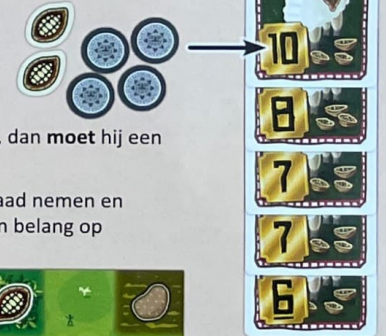 10
8
, dan moet hij een
7
aad nemen en
n belang op
7
6